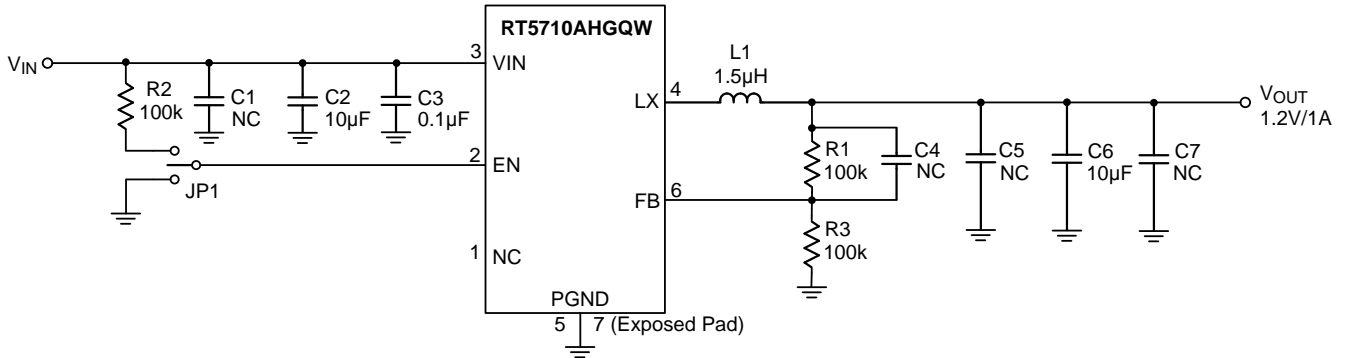 RT5710AHGQW
VIN
3
VIN
R2
100k
C1
NC
C2
10µF
C3
0.1µF
L1
1.5µH
LX
4
VOUT
1.2V/1A
R1
100k
C4
NC
C5
NC
C6
10µF
C7
NC
2
EN
JP1
FB
6
R3
100k
1
NC
PGND
5
7 (Exposed Pad)